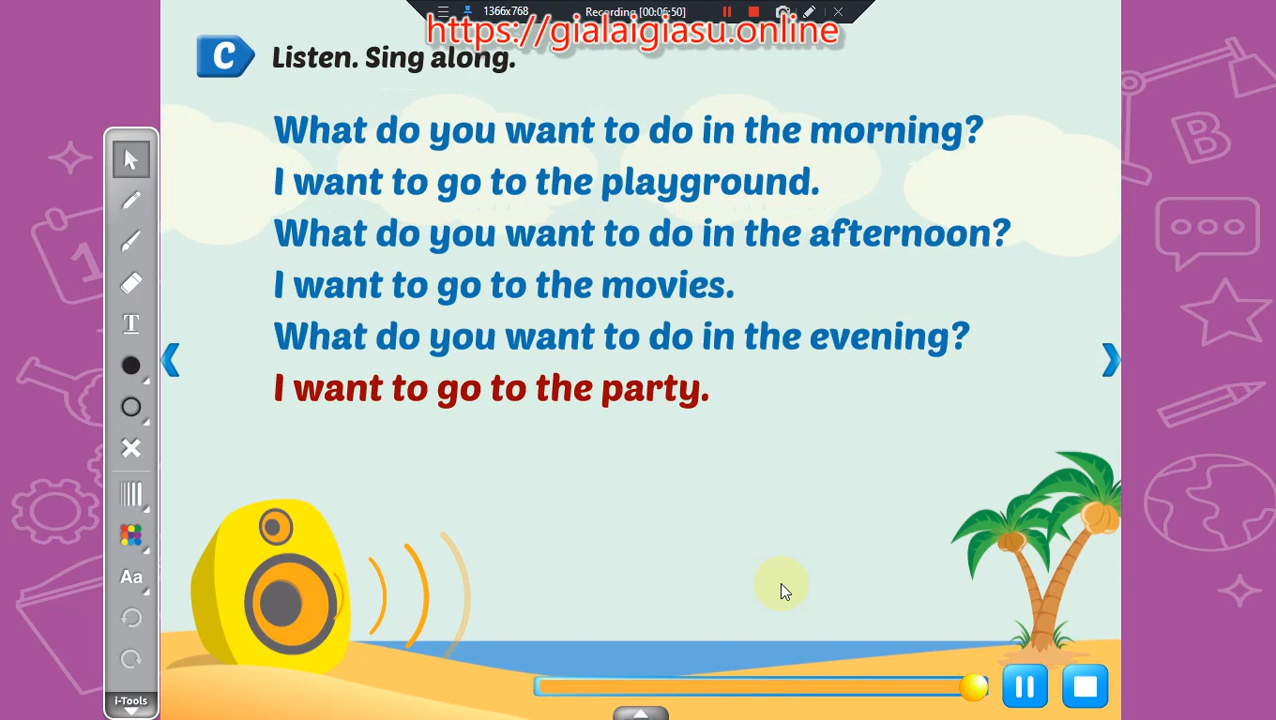 1366x768
Recording [00:06:50]
https://gialaigiasu.online
C Listen. Sing along.
What do you want to do in the morning?
I want to go to the playground.
What do you want to do in the afternoon?
I want to go to the movies.
What do you want to do in the evening?
I want to go to the party.
T
Aa
i-Tools
1
B